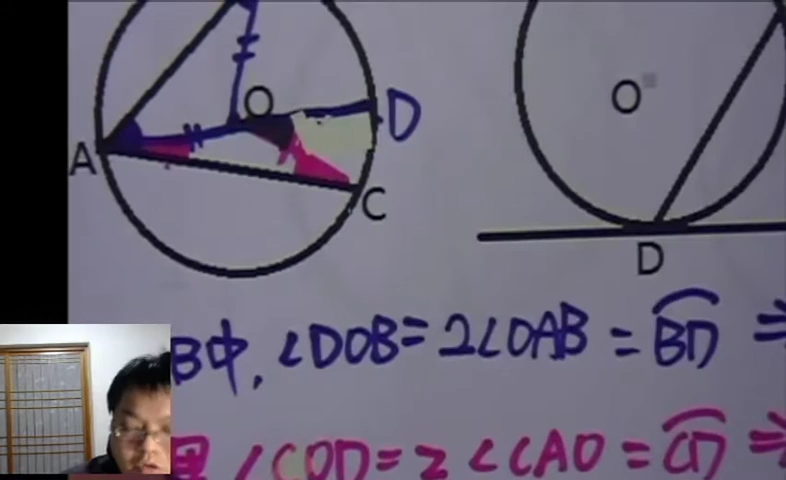 O
D
A
C
O
D
B中, ∠DOB = 2∠OAB = BD ⇒
∠COD = 2∠CAO = CD ⇒